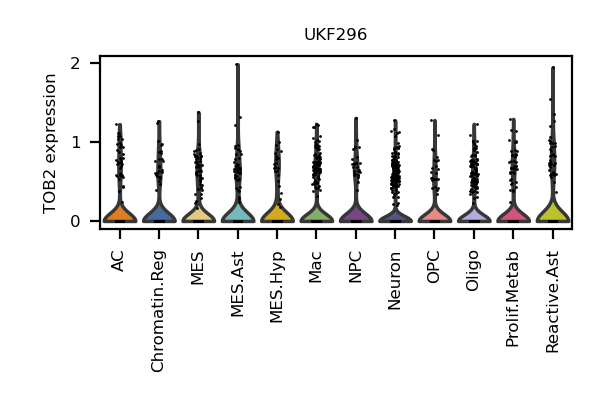 UKF296
TOB2 expression
2
1
0
AC
Chromatin.Reg
MES
MES.Ast
MES.Hyp
Mac
NPC
Neuron
OPC
Oligo
Prolif.Metab
Reactive.Ast